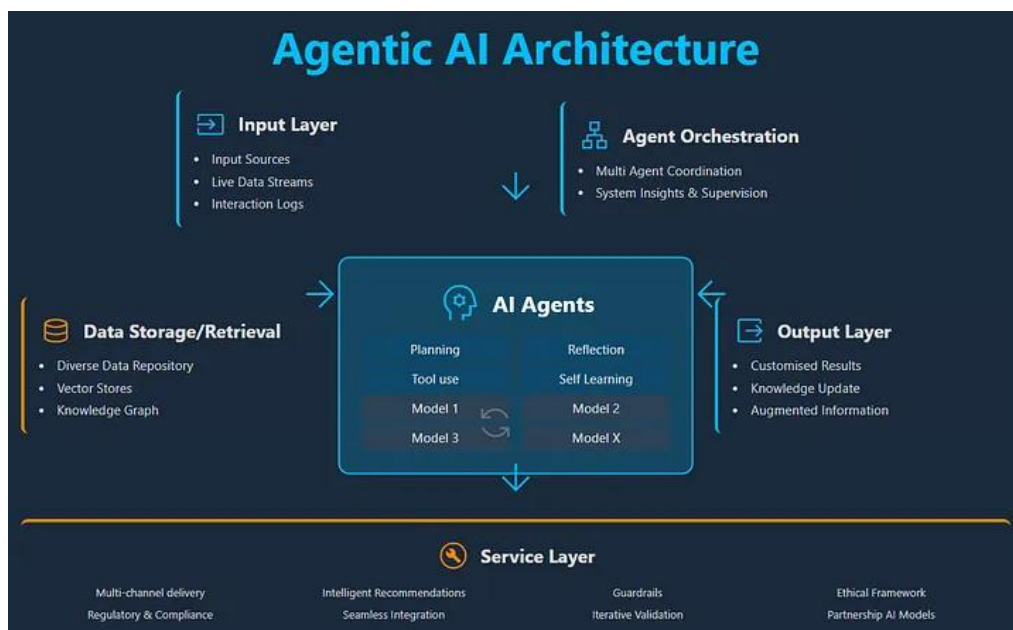 Agentic AI Architecture
Input Layer
Input Sources
Live Data Streams
Interaction Logs
Agent Orchestration
Multi Agent Coordination
System Insights & Supervision
Data Storage/Retrieval
Diverse Data Repository
Vector Stores
Knowledge Graph
AI Agents
Planning
Reflection
Tool use
Self Learning
Model 1
Model 2
Model 3
Model X
Output Layer
Customised Results
Knowledge Update
Augmented Information
Service Layer
Multi-channel delivery
Intelligent Recommendations
Guardrails
Ethical Framework
Regulatory & Compliance
Seamless Integration
Iterative Validation
Partnership AI Models